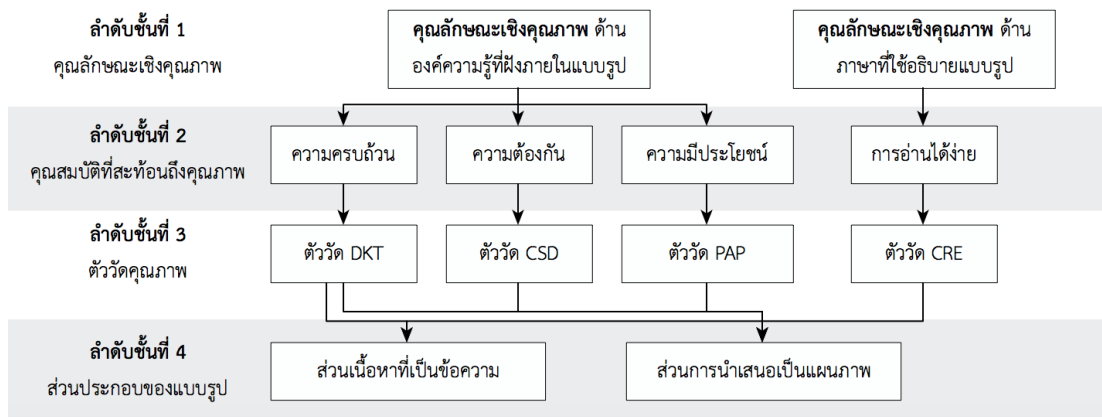 ลำดับชั้นที่ 1
คุณลักษณะเชิงคุณภาพ
คุณลักษณะเชิงคุณภาพ ด้าน
องค์ความรู้ที่ฝังภายในแบบรูป
คุณลักษณะเชิงคุณภาพ ด้าน
ภาษาที่ใช้อธิบายแบบรูป
ลำดับชั้นที่ 2
คุณสมบัติที่สะท้อนถึงคุณภาพ
ความครบถ้วน
ความต้องกัน
ความมีประโยชน์
การอ่านได้ง่าย
ลำดับชั้นที่ 3
ตัววัดคุณภาพ
ตัววัด DKT
ตัววัด CSD
ตัววัด PAP
ตัววัด CRE
ลำดับชั้นที่ 4
ส่วนประกอบของแบบรูป
ส่วนเนื้อหาที่เป็นข้อความ
ส่วนการนำเสนอเป็นแผนภาพ